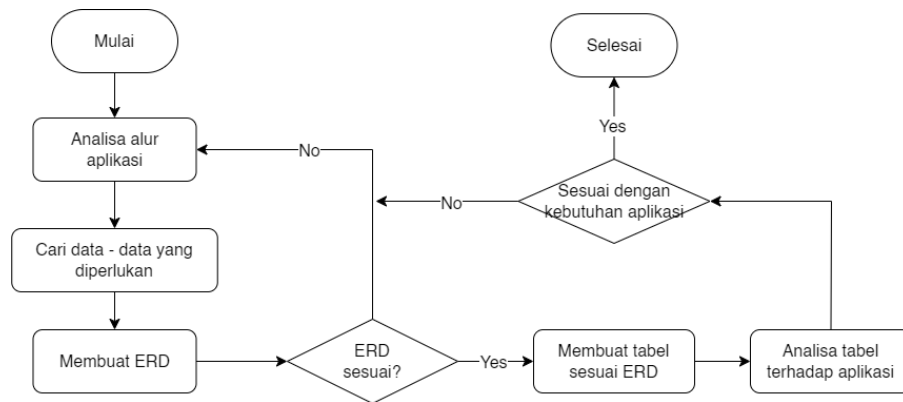 Mulai
Selesai
Analisa alur
aplikasi
No
Yes
Sesuai dengan
kebutuhan aplikasi
No
Cari data - data yang
diperlukan
Membuat ERD
ERD
sesuai?
Yes
Membuat tabel
sesuai ERD
Analisa tabel
terhadap aplikasi